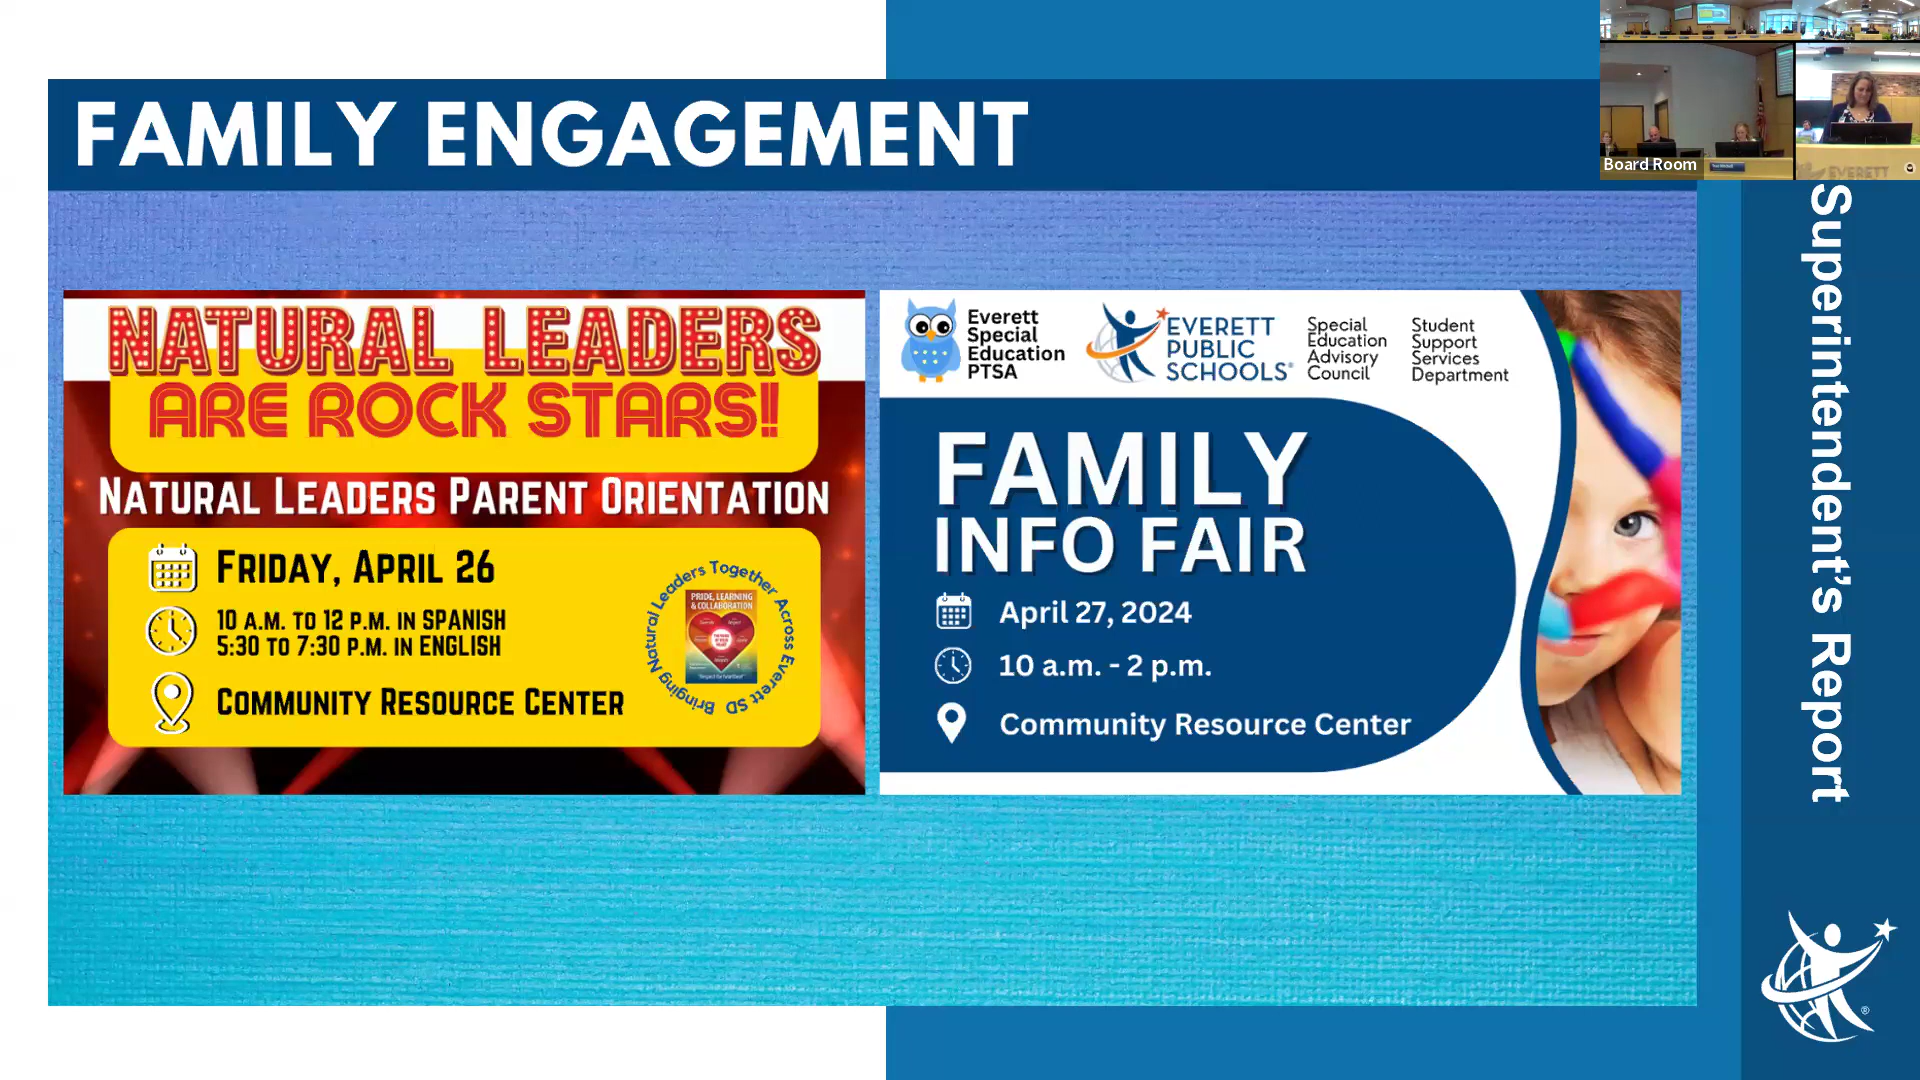 FAMILY ENGAGEMENT
Board Room
EVERETT
Superintendent's Report
NATURAL LEADERS
ARE ROCK STARS!
NATURAL LEADERS PARENT ORIENTATION
FRIDAY, APRIL 26
10 A.M. TO 12 P.M. IN SPANISH
5:30 TO 7:30 P.M. IN ENGLISH
COMMUNITY RESOURCE CENTER
Bringing Natural Leaders Together Across Everett SD
PRIDE, LEARNING
& COLLABORATION
Everett
Special
Education
PTSA
EVERETT
PUBLIC
SCHOOLS®
Special
Education
Advisory
Council
Student
Support
Services
Department
FAMILY
INFO FAIR
April 27, 2024
10 a.m. - 2 p.m.
Community Resource Center
®